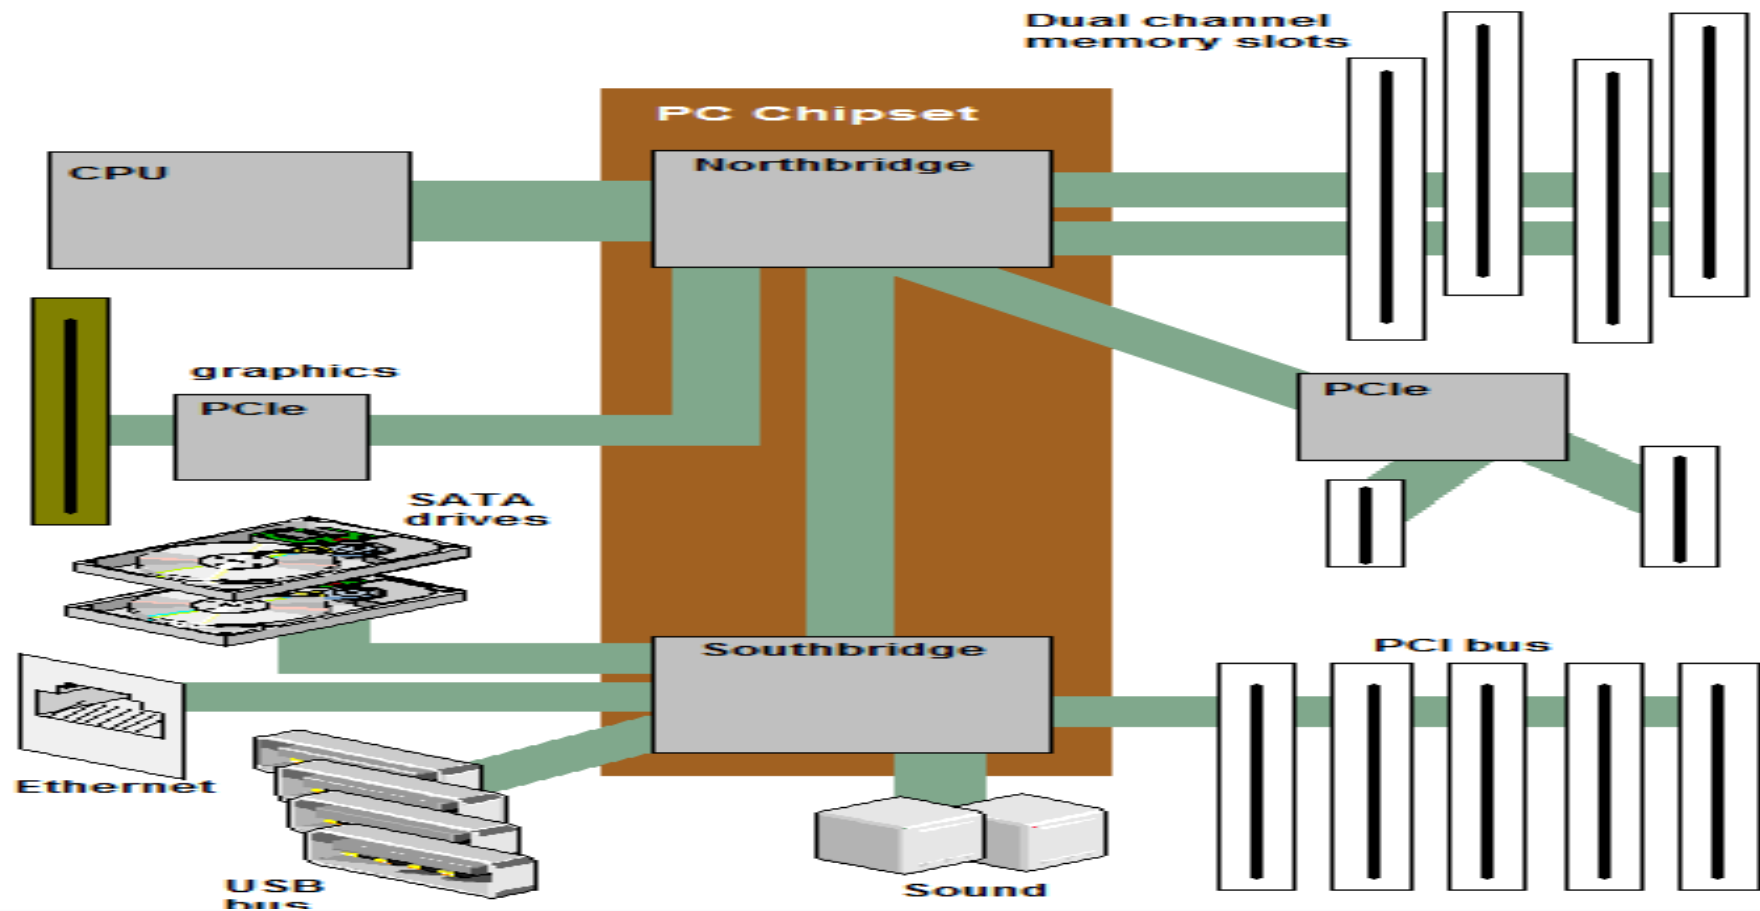 Dual channel
memory slots
PC Chipset
Northbridge
CPU
graphics
PCIe
PCIe
SATA
drives
Southbridge
PCI bus
Ethernet
USB
bus
Sound